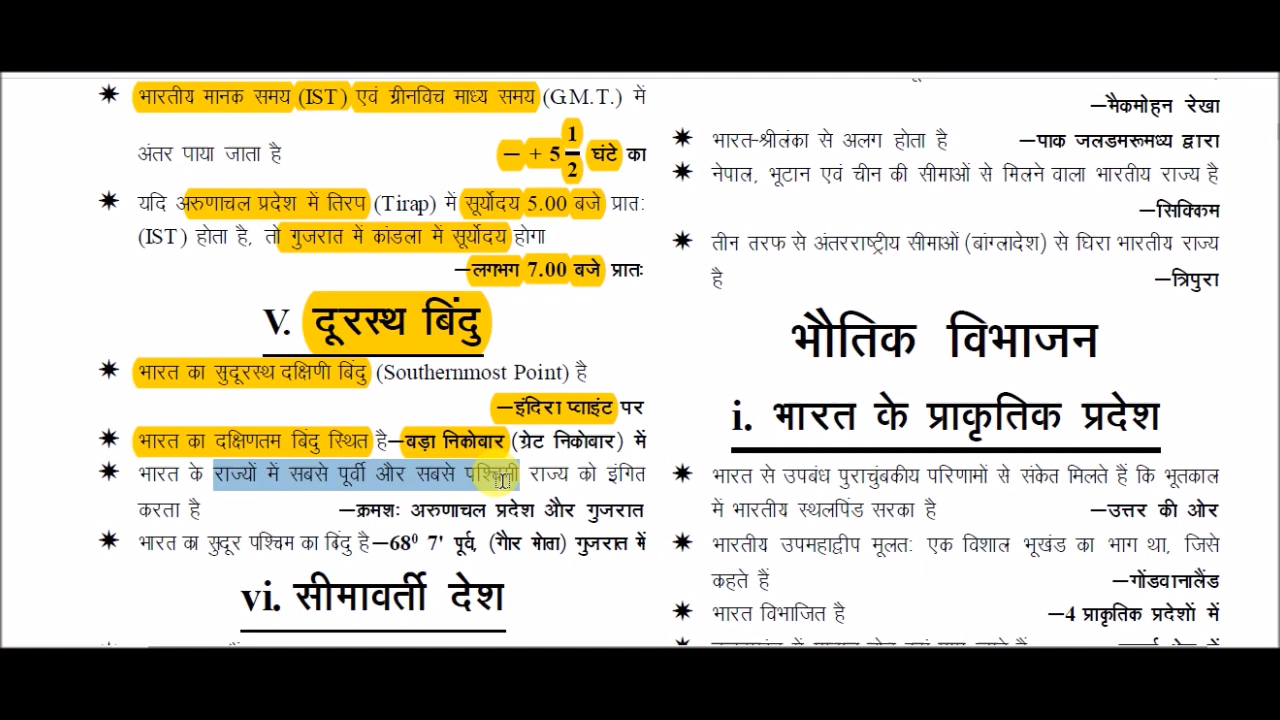 ✷ भारतीय मानक समय (IST) एवं ग्रीनविच माध्य समय (G.M.T.) में
अंतर पाया जाता है – + 5 1/2 घंटे का
✷ यदि अरुणाचल प्रदेश में तिरप (Tirap) में सूर्योदय 5.00 बजे प्रातः
(IST) होता है, तो गुजरात में कांडला में सूर्योदय होगा
–लगभग 7.00 बजे प्रातः
V. दूरस्थ बिंदु
✷ भारत का सुदूरस्थ दक्षिणी बिंदु (Southernmost Point) है
–इंदिरा प्वाइंट पर
✷ भारत का दक्षिणतम बिंदु स्थित है–बड़ा निकोबार (ग्रेट निकोबार) में
✷ भारत के राज्यों में सबसे पूर्वी और सबसे पश्चिमी राज्य को इंगित
करता है –क्रमशः अरुणाचल प्रदेश और गुजरात
✷ भारत का सुदूर पश्चिम का बिंदु है–68⁰ 7' पूर्व, (गौर मोता) गुजरात में
vi. सीमावर्ती देश
–मैकमोहन रेखा
✷ भारत-श्रीलंका से अलग होता है –पाक जलडमरूमध्य द्वारा
✷ नेपाल, भूटान एवं चीन की सीमाओं से मिलने वाला भारतीय राज्य है
–सिक्किम
✷ तीन तरफ से अंतरराष्ट्रीय सीमाओं (बांग्लादेश) से घिरा भारतीय राज्य
है –त्रिपुरा
भौतिक विभाजन
i. भारत के प्राकृतिक प्रदेश
✷ भारत से उपबंध पुराचुंबकीय परिणामों से संकेत मिलते हैं कि भूतकाल
में भारतीय स्थलपिंड सरका है –उत्तर की ओर
✷ भारतीय उपमहाद्वीप मूलतः एक विशाल भूखंड का भाग था, जिसे
कहते हैं –गोंडवानालैंड
✷ भारत विभाजित है –4 प्राकृतिक प्रदेशों में